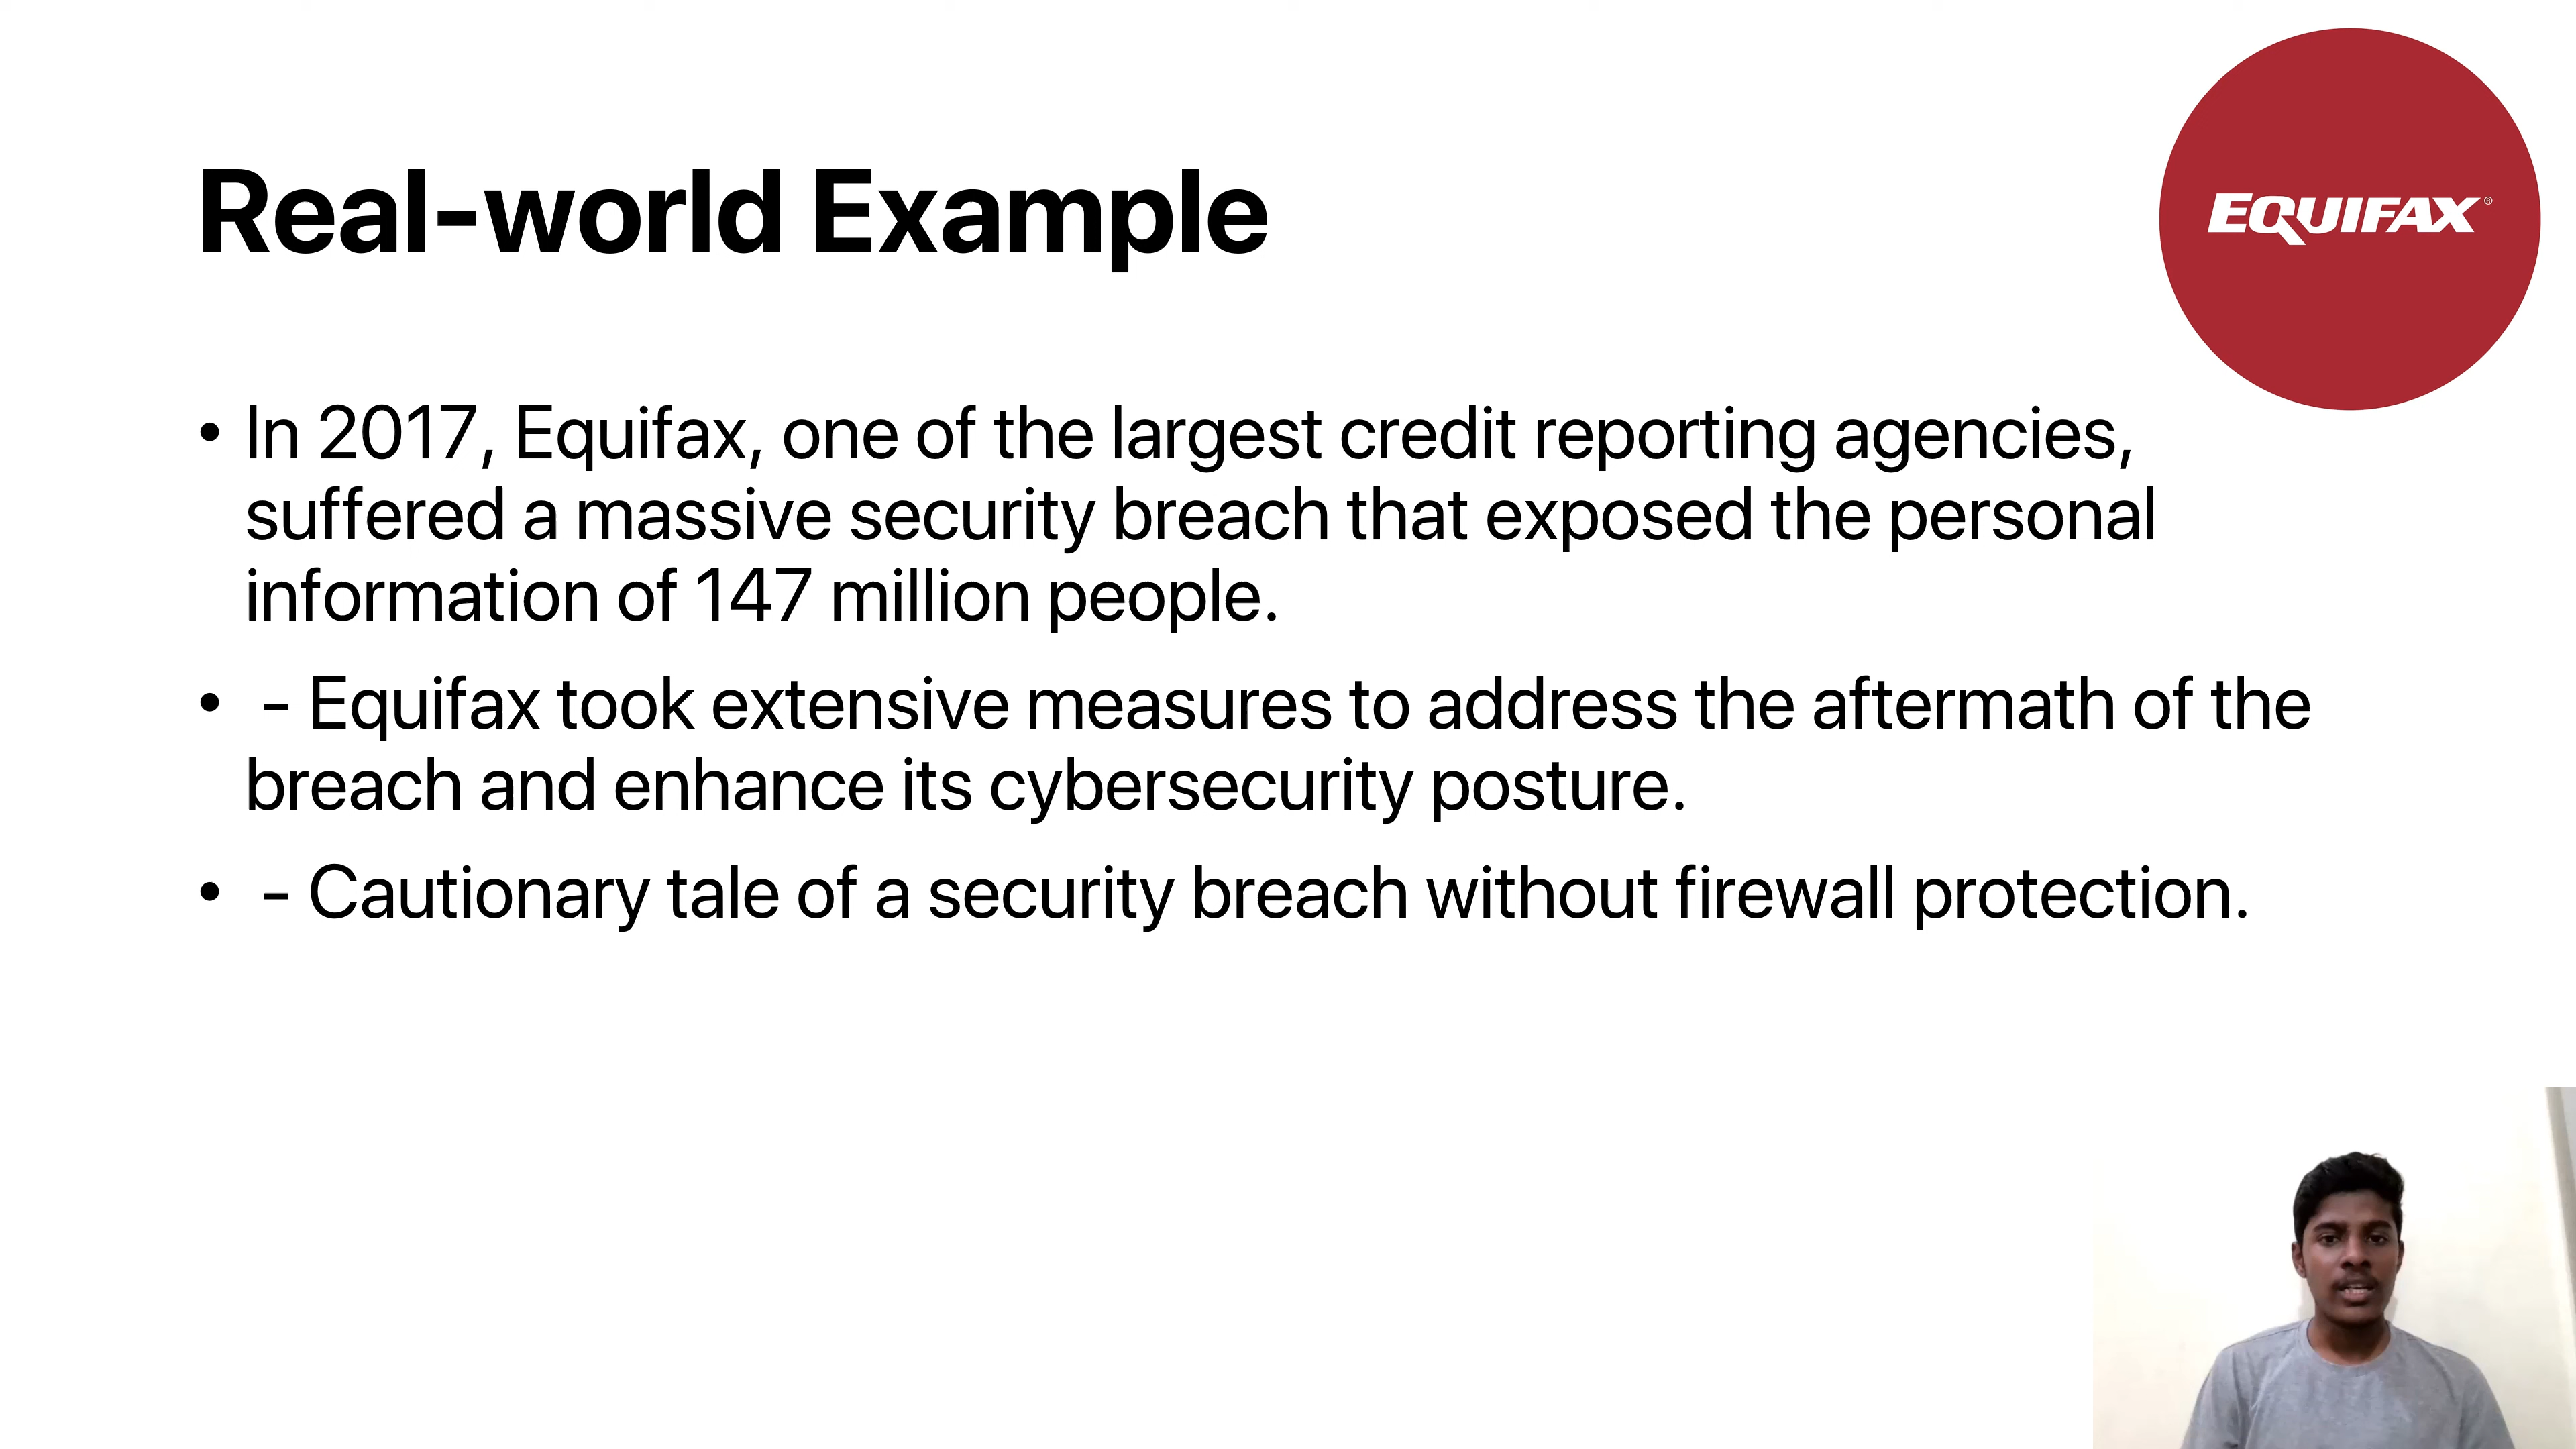 EQUIFAX®
Real-world Example
• In 2017, Equifax, one of the largest credit reporting agencies,
suffered a massive security breach that exposed the personal
information of 147 million people.
• - Equifax took extensive measures to address the aftermath of the
breach and enhance its cybersecurity posture.
• - Cautionary tale of a security breach without firewall protection.